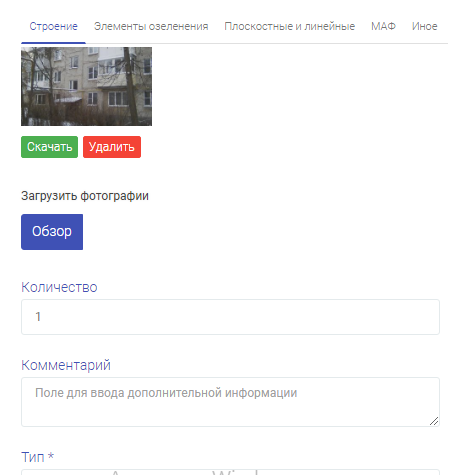 Строение Элементы озеленения Плоскостные и линейные МАФ Иное
Скачать Удалить
Загрузить фотографии
Обзор
Количество
1
Комментарий
Поле для ввода дополнительной информации
Тип *